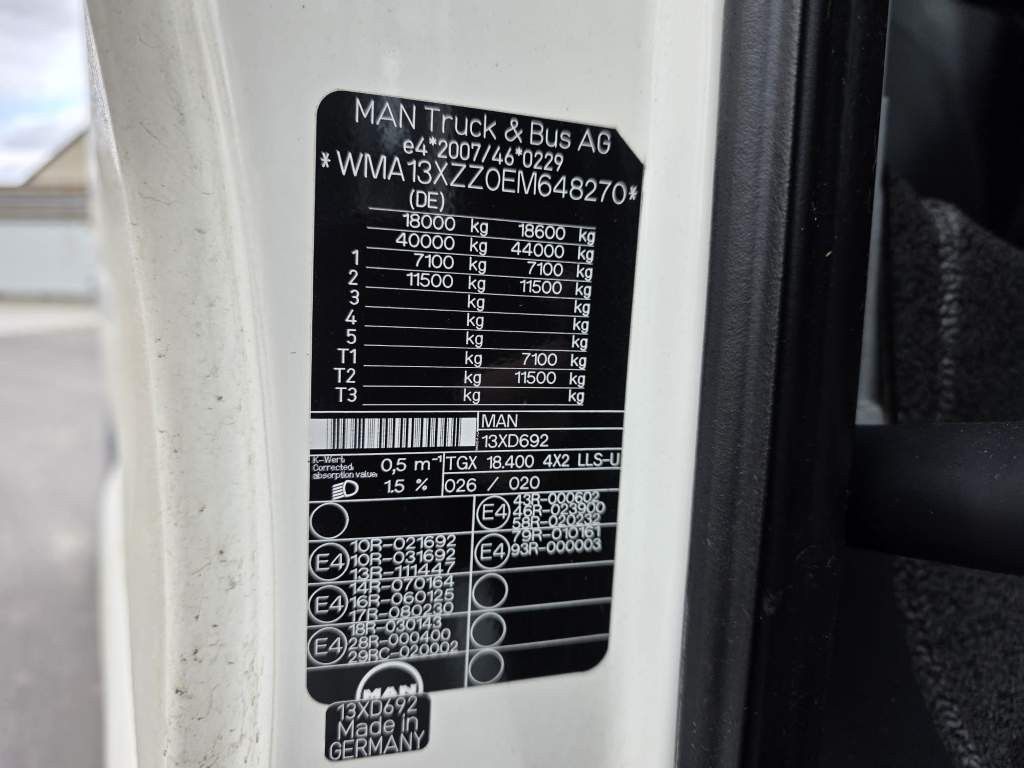 MAN Truck & Bus AG
e4*2007/46*0229
*WMA13XZZ0EM648270*
(DE)
18000 kg 18600 kg
40000 kg 44000 kg
1 7100 kg 7100 kg
2 11500 kg 11500 kg
3 kg kg
4 kg kg
5 kg kg
T1 kg 7100 kg
T2 kg 11500 kg
T3 kg kg
MAN
13XD692
K-Wert:
Corrected
absorption value:
0,5 m⁻¹
1.5 %
TGX 18.400 4X2 LLS-U
026 / 020
E4
10R-021692
10R-031692
13R-111447
E4
14R-070164
16R-060125
17R-080230
E4
18R-030143
28R-000400
29RC-020002
E4
43R-000602
46R-023900
58R-020232
E4
79R-010161
93R-000003
MAN
13XD692
Made in
GERMANY